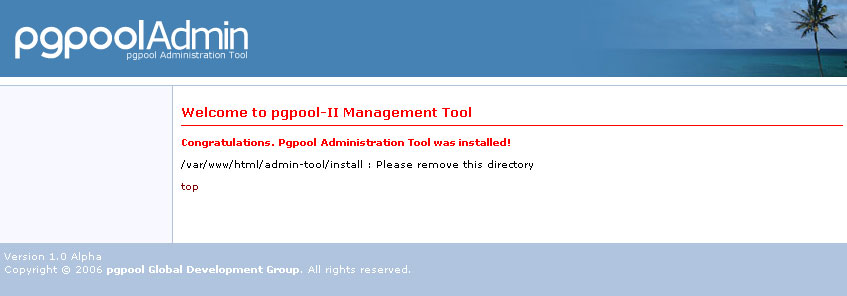 pgpoolAdmin
pgpool Administration Tool
Welcome to pgpool-II Management Tool
Congratulations. Pgpool Administration Tool was installed!
/var/www/html/admin-tool/install : Please remove this directory
top
Version 1.0 Alpha
Copyright © 2006 pgpool Global Development Group. All rights reserved.